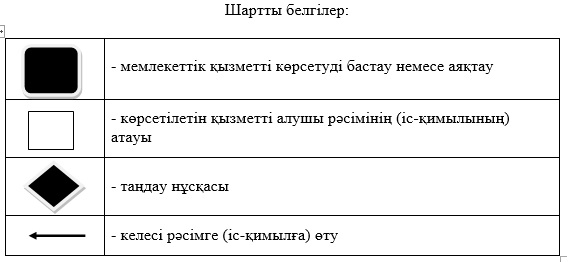 Шартты белгілер:
- мемлекеттік қызметті көрсетуді бастау немесе аяқтау
- көрсетілетін қызметті алушы рәсімінің (іс-қимылының)
атауы
- таңдау нұсқасы
- келесі рәсімге (іс-қимылға) өту